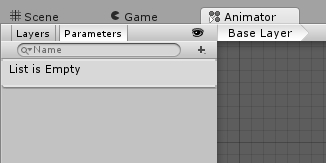 Scene Game Animator
Layers Parameters Base Layer
Name
List is Empty